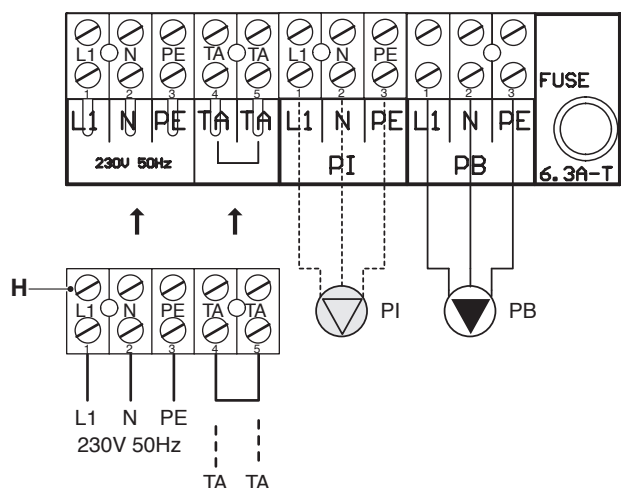 L1 N PE TA TA L1 N PE
1 2 3 4 5 1 2 3 1 2 3
FUSE
L1 N PE TA TA L1 N PE L1 N PE
230V 50Hz PI PB 6.3A-T
H
L1 N PE TA TA
1 2 3 4 5
PI PB
L1 N PE
230V 50Hz
TA TA